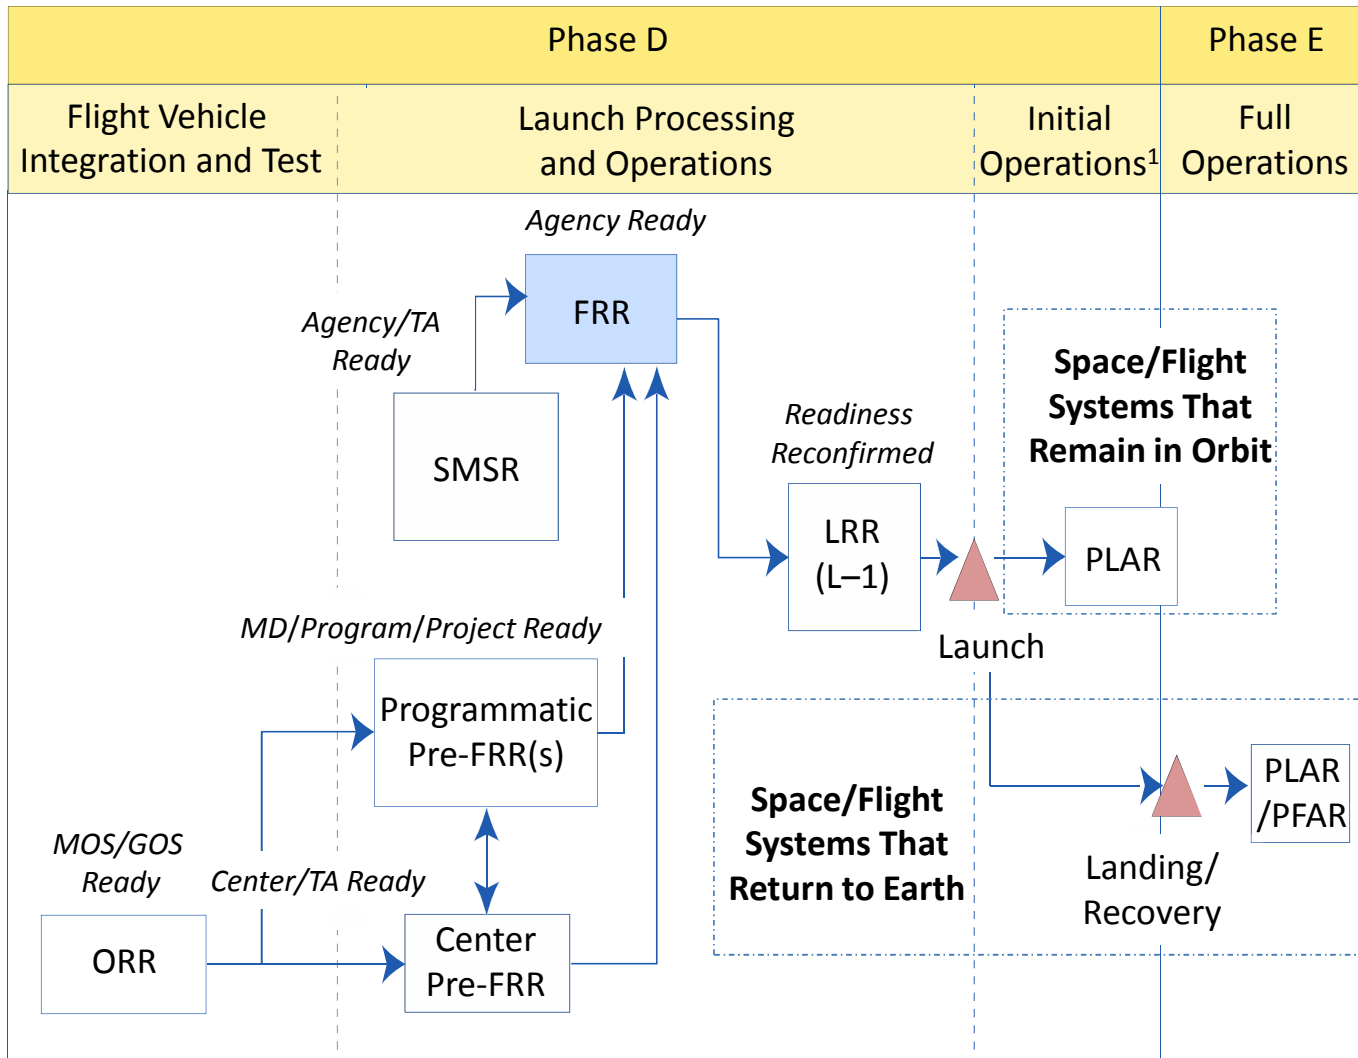 Phase D
Phase E
Flight Vehicle
Integration and Test
Launch Processing
and Operations
Initial
Operations¹
Full
Operations
Agency Ready
FRR
Agency/TA
Ready
SMSR
Readiness
Reconfirmed
LRR
(L–1)
Space/Flight
Systems That
Remain in Orbit
PLAR
Launch
MD/Program/Project Ready
Programmatic
Pre-FRR(s)
MOS/GOS
Ready
ORR
Center/TA Ready
Center
Pre-FRR
Space/Flight
Systems That
Return to Earth
Landing/
Recovery
PLAR
/PFAR